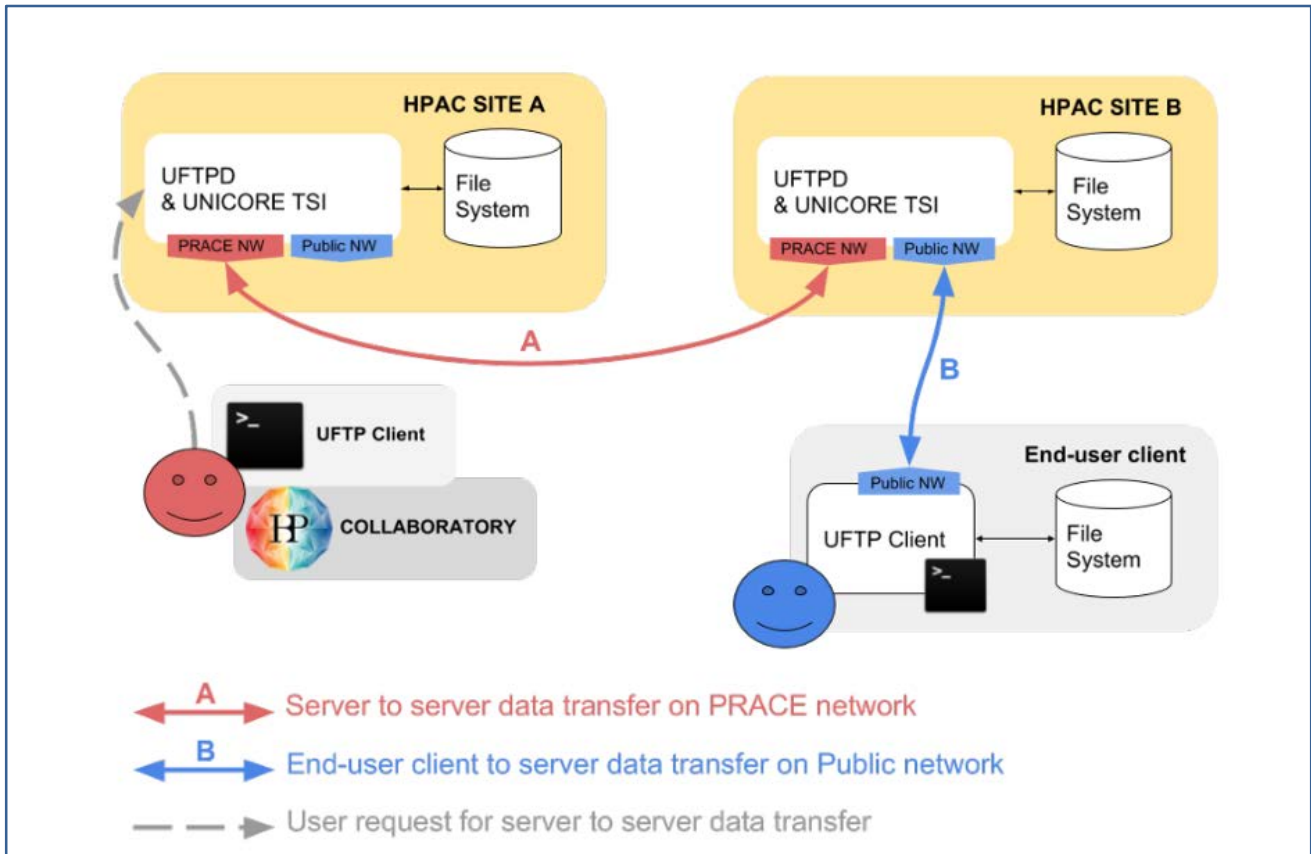 HPAC SITE A
UFTPD
& UNICORE TSI
File
System
PRACE NW
Public NW
HPAC SITE B
UFTPD
& UNICORE TSI
File
System
PRACE NW
Public NW
A
B
>_
UFTP Client
HP
COLLABORATORY
End-user client
Public NW
UFTP Client
>_
File
System
A
Server to server data transfer on PRACE network
B
End-user client to server data transfer on Public network
User request for server to server data transfer